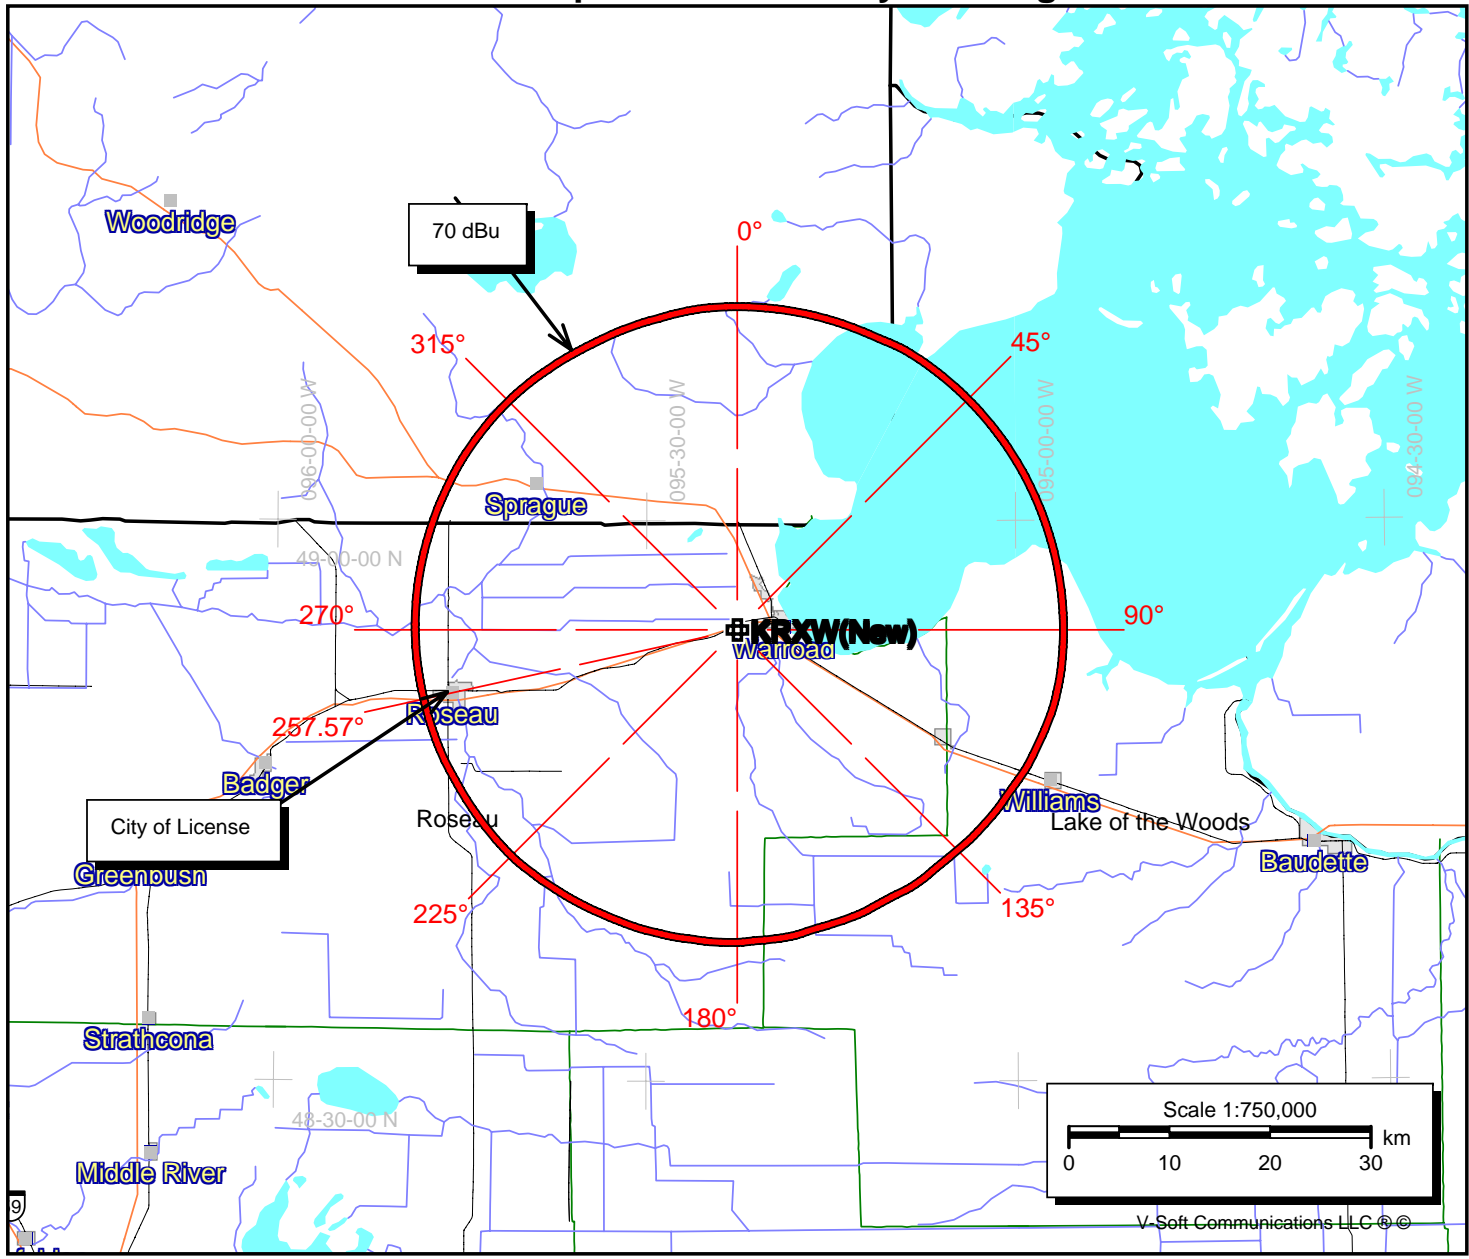 Woodridge
70 dBu
0°
315°
45°
096-00-00 W
095-30-00 W
095-00-00 W
094-30-00 W
Sprague
49-00-00 N
270°
90°
KRXW(New)
Warroad
257.57°
Roseau
Badger
Williams
City of License
Roseau
Lake of the Woods
Baudette
Greenbush
225°
135°
180°
Strathcona
48-30-00 N
Middle River
Scale 1:750,000
km
0 10 20 30
9
V-Soft Communications LLC ® ©